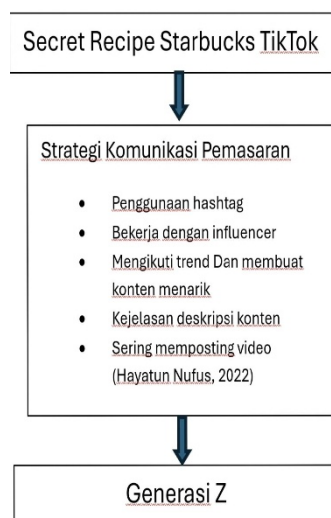 Secret Recipe Starbucks TikTok
Strategi Komunikasi Pemasaran
• Penggunaan hashtag
• Bekerja dengan influencer
• Mengikuti trend Dan membuat
konten menarik
• Kejelasan deskripsi konten
• Sering memposting video
(Hayatun Nufus, 2022)
Generasi Z